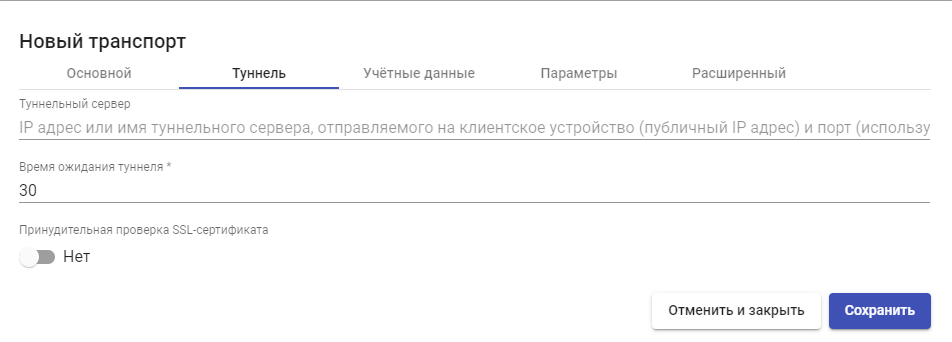 Новый транспорт
Основной Туннель Учётные данные Параметры Расширенный
Туннельный сервер
IP адрес или имя туннельного сервера, отправляемого на клиентское устройство (публичный IP адрес) и порт (использу
Время ожидания туннеля *
30
Принудительная проверка SSL-сертификата
Нет
Отменить и закрыть Сохранить